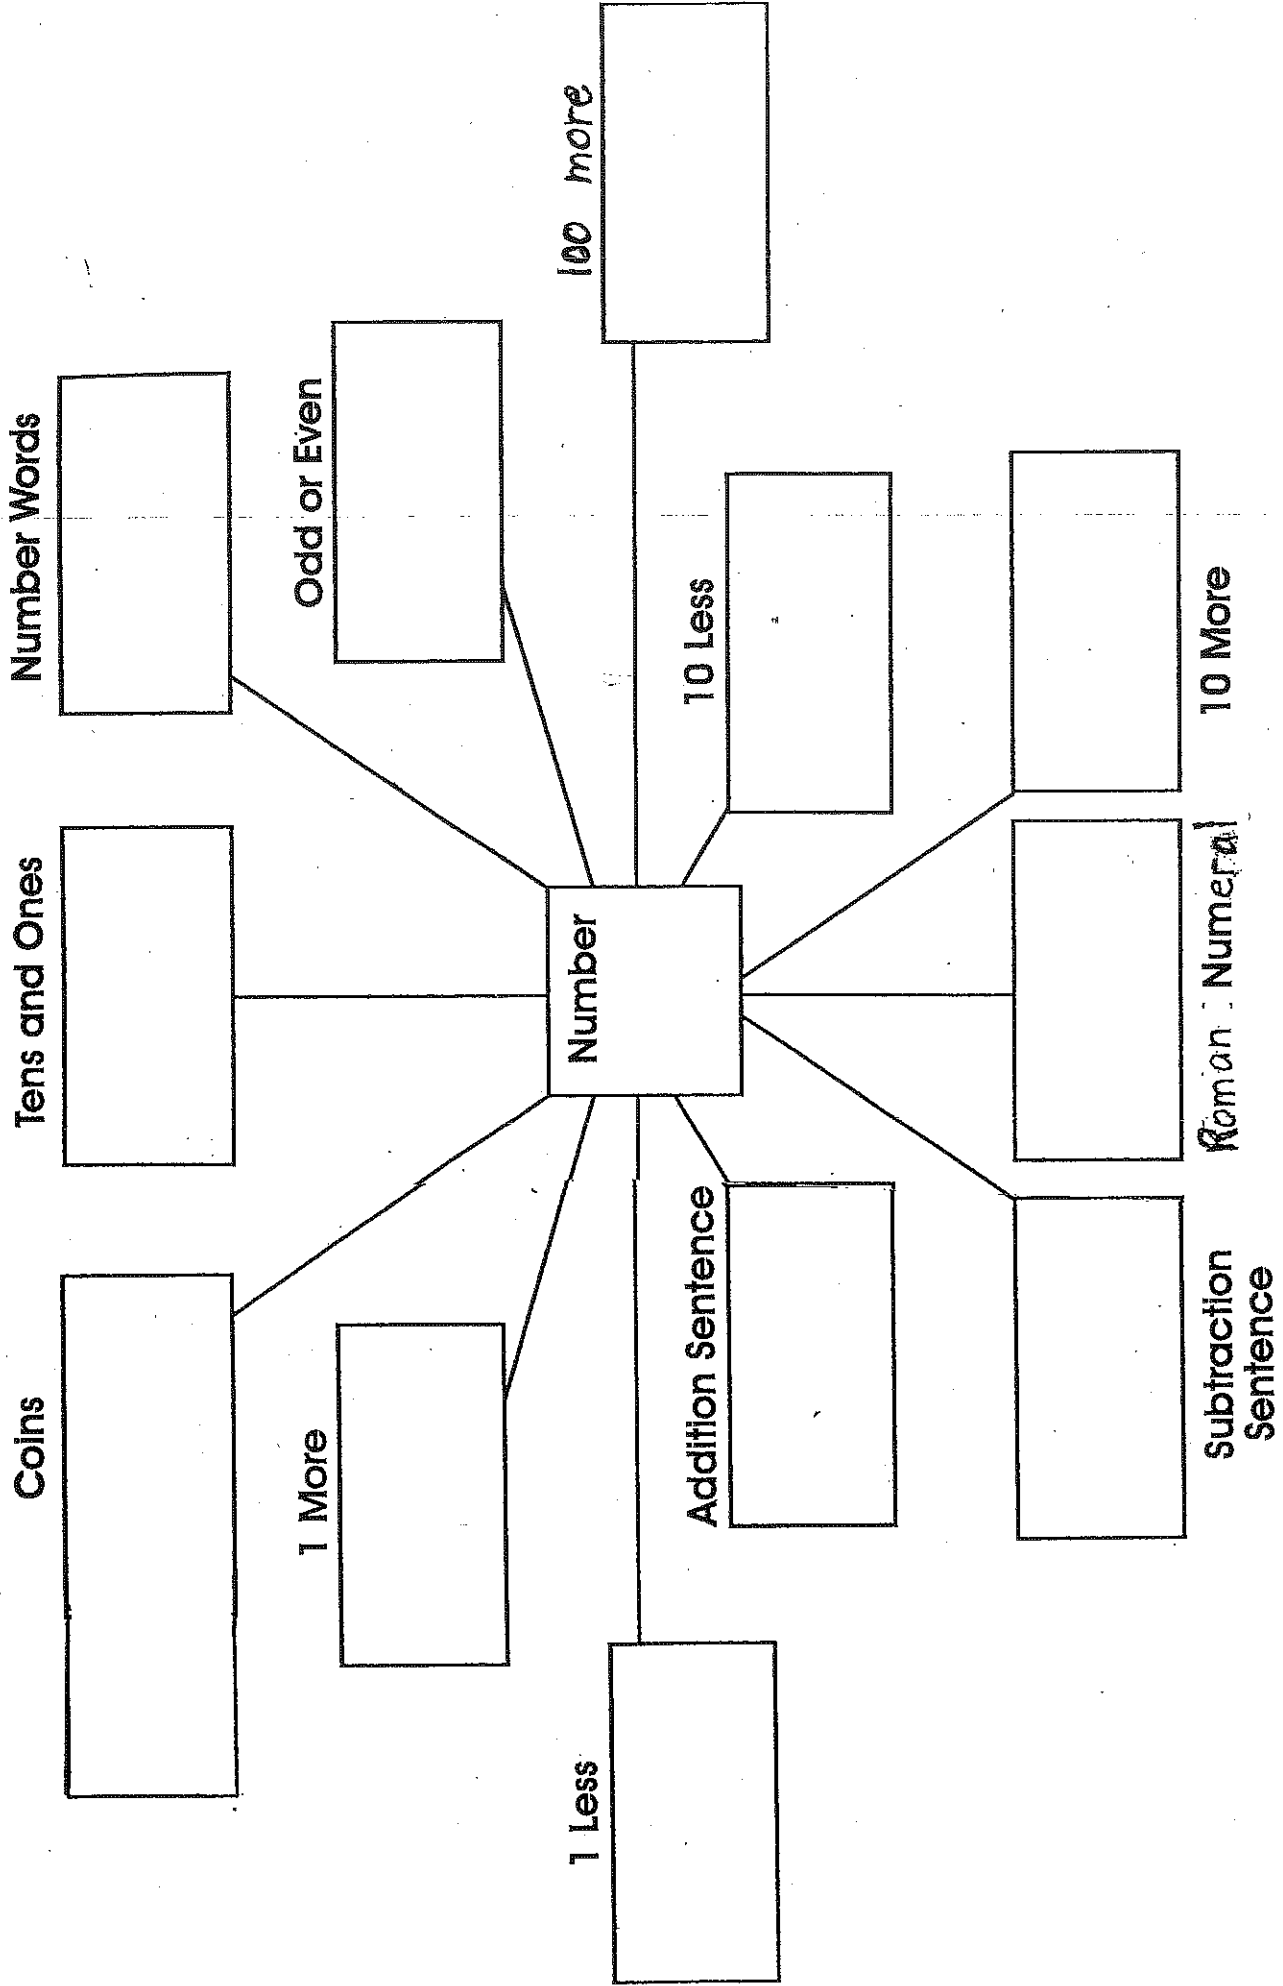 Coins
Tens and Ones
Number Words
1 More
Odd or Even
1 Less
Number
100 more
Addition Sentence
10 Less
Subtraction
Sentence
Roman Numeral
10 More